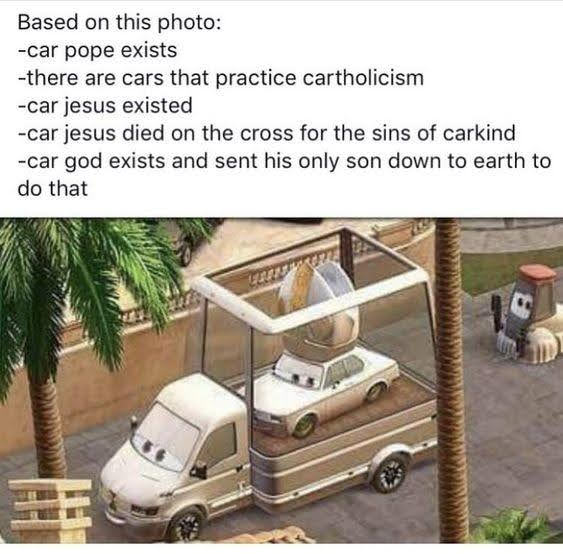 Based on this photo:
-car pope exists
-there are cars that practice cartholicism
-car jesus existed
-car jesus died on the cross for the sins of carkind
-car god exists and sent his only son down to earth to
do that